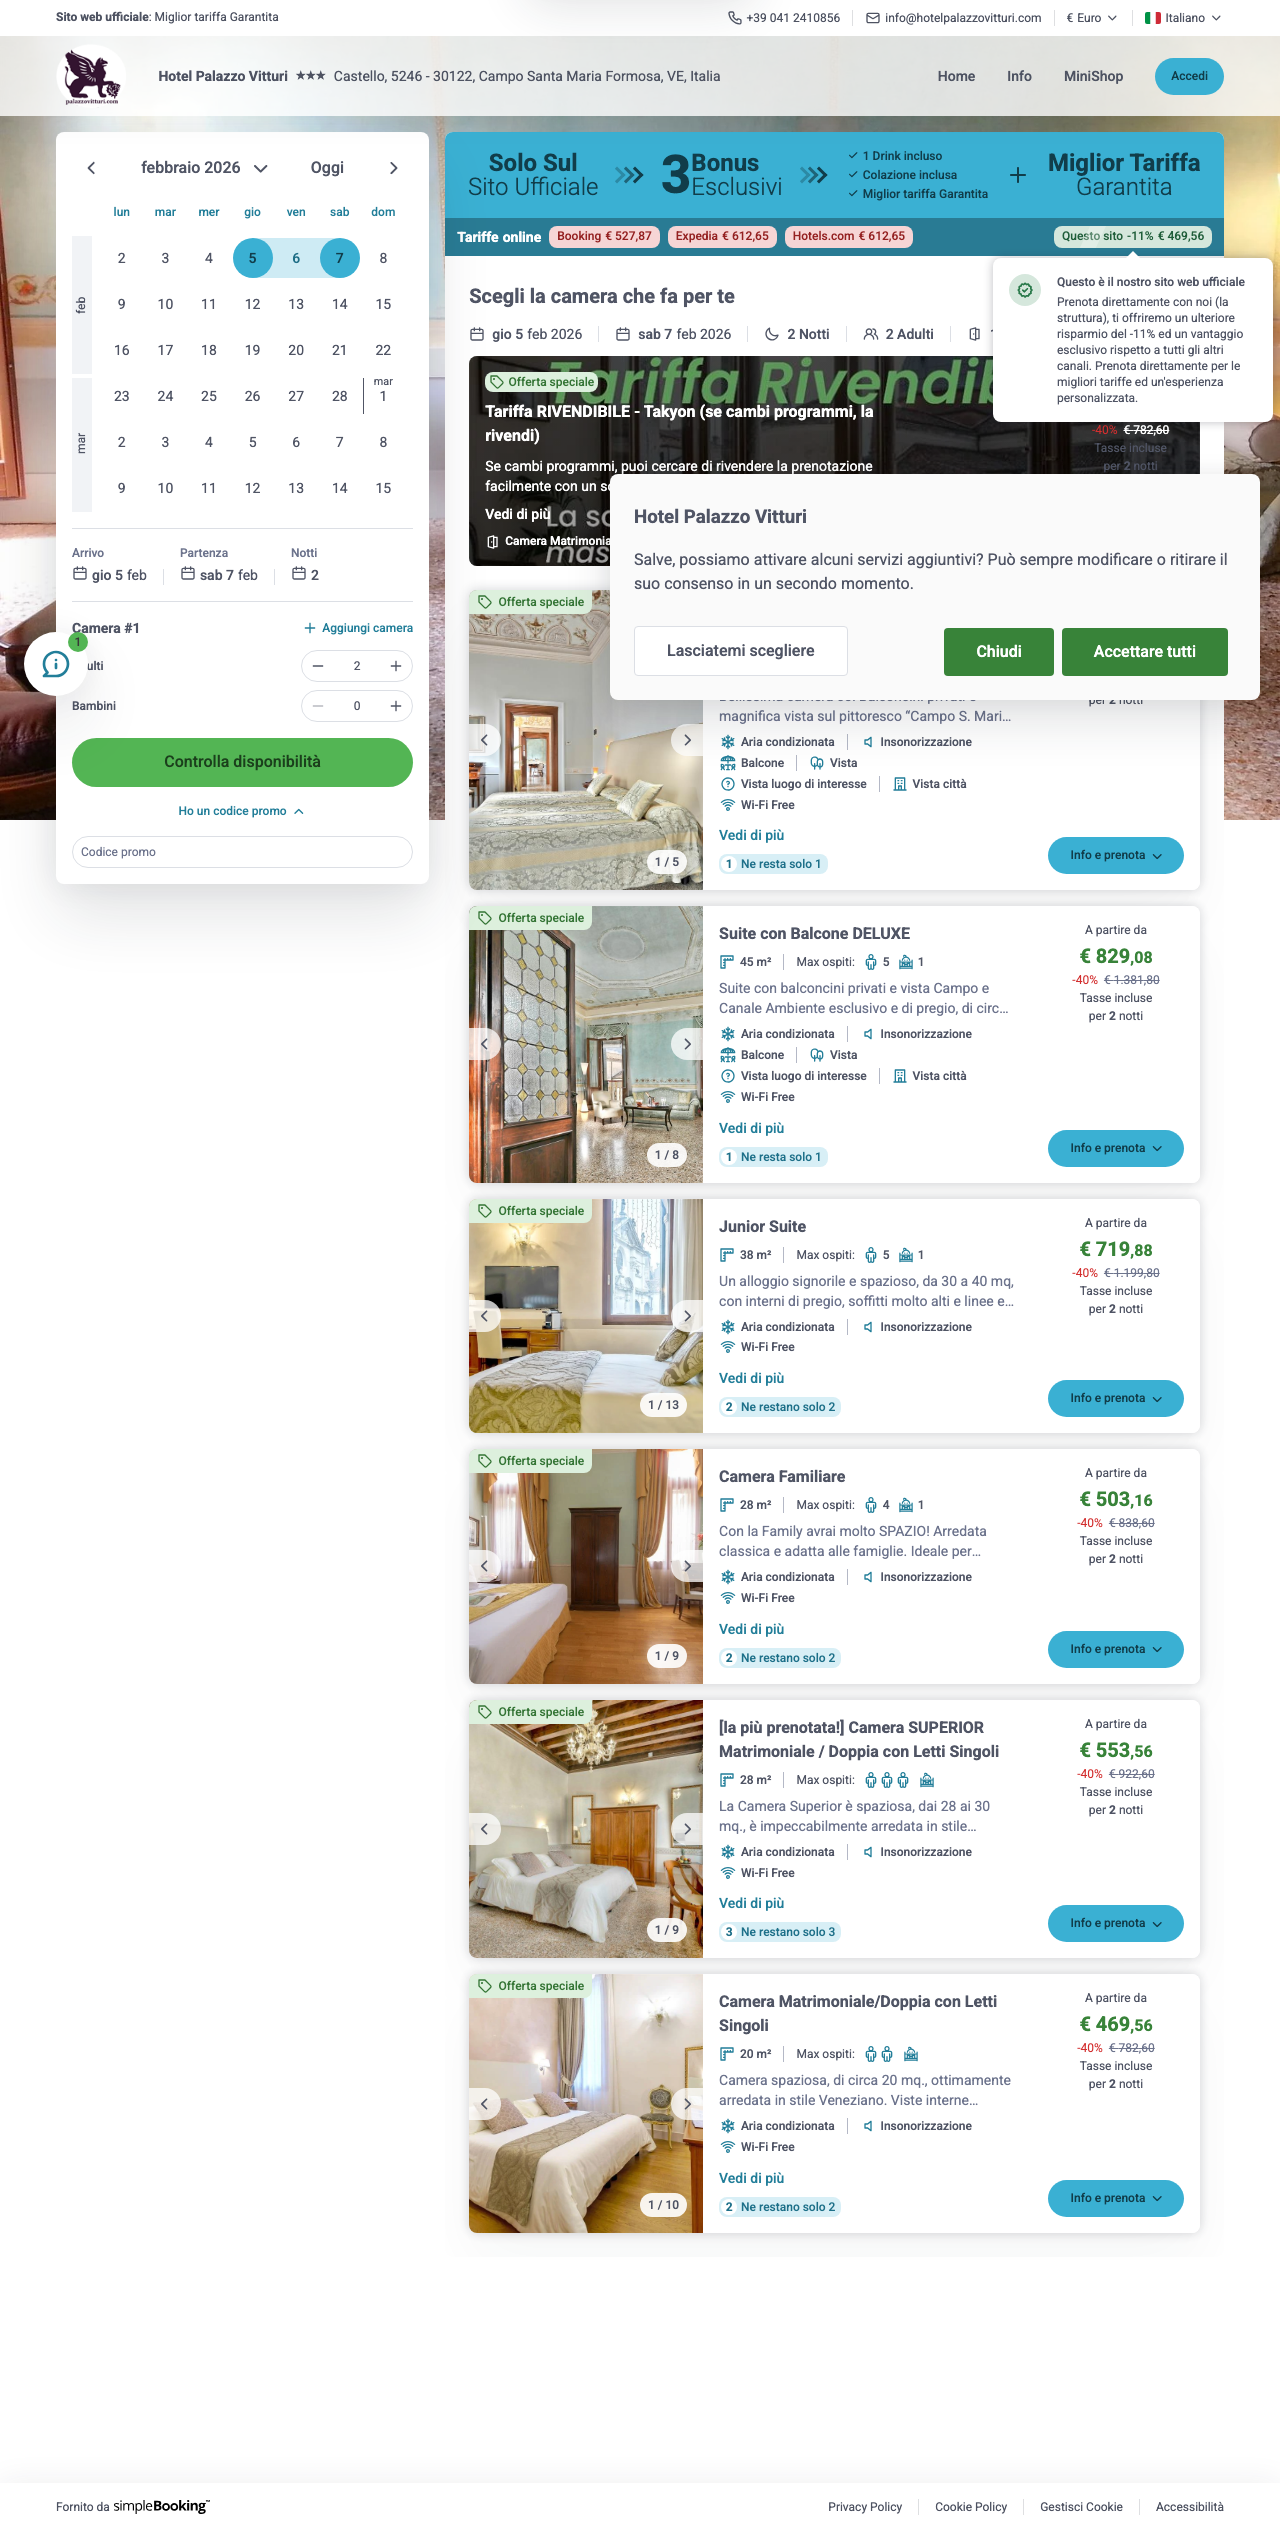 Sito web ufficiale: Miglior tariffa Garantita
+39 041 2410856
info@hotelpalazzovitturi.com
€ Euro
Italiano
palazzovitturi.com
Hotel Palazzo Vitturi ★★★ Castello, 5246 - 30122, Campo Santa Maria Formosa, VE, Italia
Home
Info
MiniShop
Accedi
febbraio 2026
Oggi
lun mar mer gio ven sab dom
feb
2 3 4 5 6 7 8
9 10 11 12 13 14 15
16 17 18 19 20 21 22
mar
23 24 25 26 27 28 1
mar
2 3 4 5 6 7 8
9 10 11 12 13 14 15
Arrivo
gio 5 feb
Partenza
sab 7 feb
Notti
2
Camera #1
+ Aggiungi camera
1
ulti
2
Bambini
0
Controlla disponibilità
Ho un codice promo
Codice promo
Solo Sul
Sito Ufficiale
3 Bonus
Esclusivi
1 Drink incluso
Colazione inclusa
Miglior tariffa Garantita
+
Miglior Tariffa
Garantita
Tariffe online
Booking € 527,87
Expedia € 612,65
Hotels.com € 612,65
Questo sito -11% € 469,56
Questo è il nostro sito web ufficiale
Prenota direttamente con noi (la
struttura), ti offriremo un ulteriore
risparmio del -11% ed un vantaggio
esclusivo rispetto a tutti gli altri
canali. Prenota direttamente per le
migliori tariffe ed un'esperienza
personalizzata.
Scegli la camera che fa per te
gio 5 feb 2026
sab 7 feb 2026
2 Notti
2 Adulti
Tariffa Rivendib
Offerta speciale
Tariffa RIVENDIBILE - Takyon (se cambi programmi, la
rivendi)
Se cambi programmi, puoi cercare di rivendere la prenotazione
facilmente con un s
Vedi di più
La
mas
Camera Matrimonia
-40% € 782,60
Tasse incluse
per 2 notti
Hotel Palazzo Vitturi
Salve, possiamo attivare alcuni servizi aggiuntivi? Può sempre modificare o ritirare il
suo consenso in un secondo momento.
Lasciatemi scegliere
Chiudi
Accettare tutti
Offerta speciale
magnifica vista sul pittoresco “Campo S. Mari...
Aria condizionata
Insonorizzazione
Balcone
Vista
Vista luogo di interesse
Vista città
Wi-Fi Free
Vedi di più
1 Ne resta solo 1
1 / 5
per 2 notti
Info e prenota
Offerta speciale
1 / 8
Suite con Balcone DELUXE
45 m²
Max ospiti: 5 1
Suite con balconcini privati e vista Campo e
Canale Ambiente esclusivo e di pregio, di circ...
Aria condizionata
Insonorizzazione
Balcone
Vista
Vista luogo di interesse
Vista città
Wi-Fi Free
Vedi di più
1 Ne resta solo 1
A partire da
€ 829,08
-40% € 1.381,80
Tasse incluse
per 2 notti
Info e prenota
Offerta speciale
1 / 13
Junior Suite
38 m²
Max ospiti: 5 1
Un alloggio signorile e spazioso, da 30 a 40 mq,
con interni di pregio, soffitti molto alti e linee e...
Aria condizionata
Insonorizzazione
Wi-Fi Free
Vedi di più
2 Ne restano solo 2
A partire da
€ 719,88
-40% € 1.199,80
Tasse incluse
per 2 notti
Info e prenota
Offerta speciale
1 / 9
Camera Familiare
28 m²
Max ospiti: 4 1
Con la Family avrai molto SPAZIO! Arredata
classica e adatta alle famiglie. Ideale per...
Aria condizionata
Insonorizzazione
Wi-Fi Free
Vedi di più
2 Ne restano solo 2
A partire da
€ 503,16
-40% € 838,60
Tasse incluse
per 2 notti
Info e prenota
Offerta speciale
1 / 9
[la più prenotata!] Camera SUPERIOR
Matrimoniale / Doppia con Letti Singoli
28 m²
Max ospiti:
La Camera Superior è spaziosa, dai 28 ai 30
mq., è impeccabilmente arredata in stile...
Aria condizionata
Insonorizzazione
Wi-Fi Free
Vedi di più
3 Ne restano solo 3
A partire da
€ 553,56
-40% € 922,60
Tasse incluse
per 2 notti
Info e prenota
Offerta speciale
1 / 10
Camera Matrimoniale/Doppia con Letti
Singoli
20 m²
Max ospiti:
Camera spaziosa, di circa 20 mq., ottimamente
arredata in stile Veneziano. Viste interne...
Aria condizionata
Insonorizzazione
Wi-Fi Free
Vedi di più
2 Ne restano solo 2
A partire da
€ 469,56
-40% € 782,60
Tasse incluse
per 2 notti
Info e prenota
Fornito da simpleBooking™
Privacy Policy
Cookie Policy
Gestisci Cookie
Accessibilità